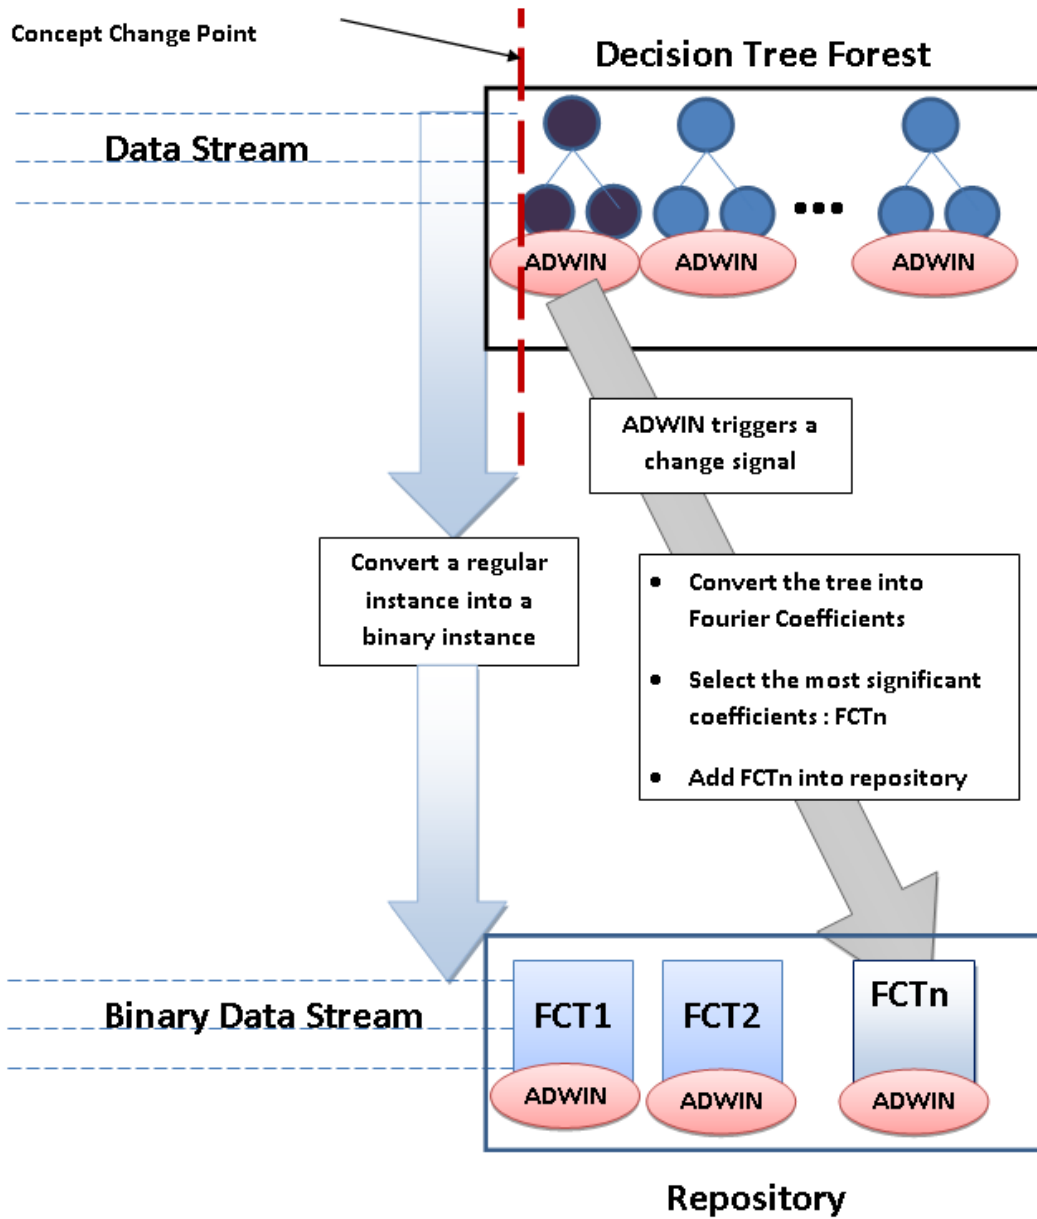 Concept Change Point
Decision Tree Forest
Data Stream
ADWIN
ADWIN
ADWIN
ADWIN triggers a
change signal
Convert a regular
instance into a
binary instance
• Convert the tree into
Fourier Coefficients
• Select the most significant
coefficients : FCTn
• Add FCTn into repository
Binary Data Stream
FCT1
FCT2
FCTn
ADWIN
ADWIN
ADWIN
Repository